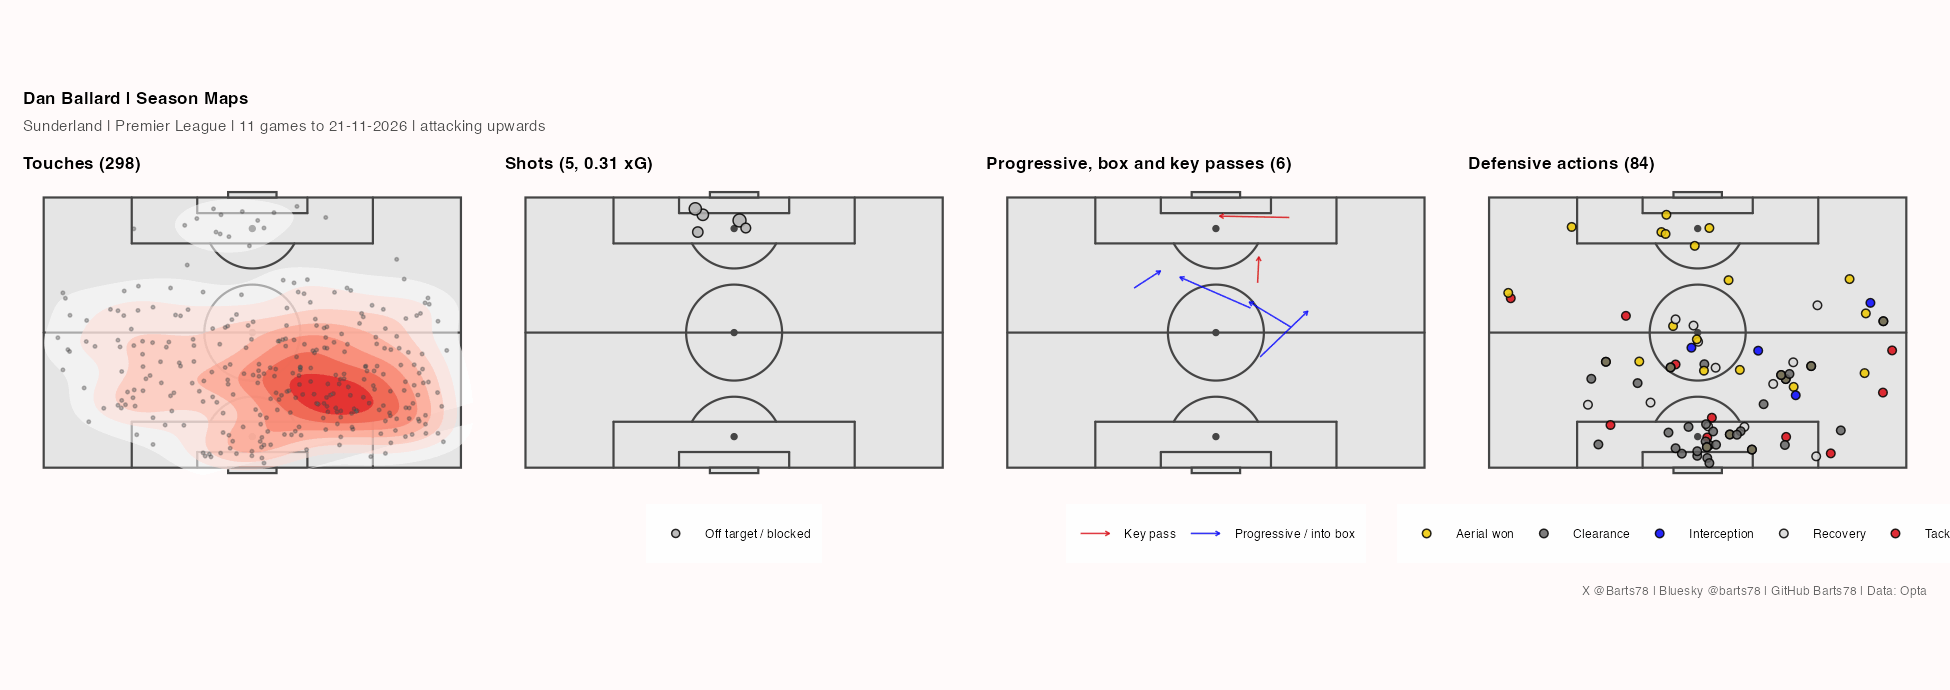 Dan Ballard | Season Maps
Sunderland | Premier League | 11 games to 21-11-2026 | attacking upwards
Touches (298)
Shots (5, 0.31 xG)
Progressive, box and key passes (6)
Defensive actions (84)
Off target / blocked
Key pass
Progressive / into box
Aerial won
Clearance
Interception
Recovery
Tack
X @Barts78 | Bluesky @barts78 | GitHub Barts78 | Data: Opta